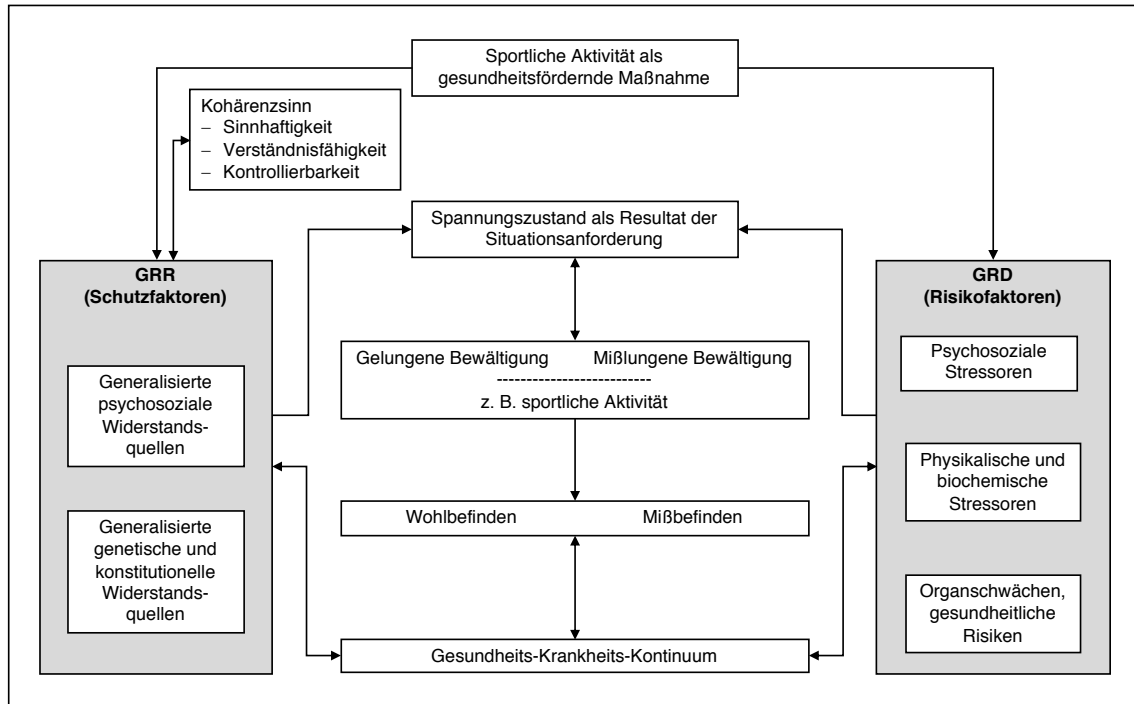 Sportliche Aktivität als
gesundheitsfördernde Maßnahme
Kohärenzsinn
– Sinnhaftigkeit
– Verständnisfähigkeit
– Kontrollierbarkeit
Spannungszustand als Resultat der
Situationsanforderung
GRR
(Schutzfaktoren)
Generalisierte
psychosoziale
Widerstands-
quellen
Generalisierte
genetische und
konstitutionelle
Widerstands-
quellen
Gelungene Bewältigung Mißlungene Bewältigung
---------------------------
z. B. sportliche Aktivität
Wohlbefinden Mißbefinden
Gesundheits-Krankheits-Kontinuum
GRD
(Risikofaktoren)
Psychosoziale
Stressoren
Physikalische und
biochemische
Stressoren
Organschwächen,
gesundheitliche
Risiken